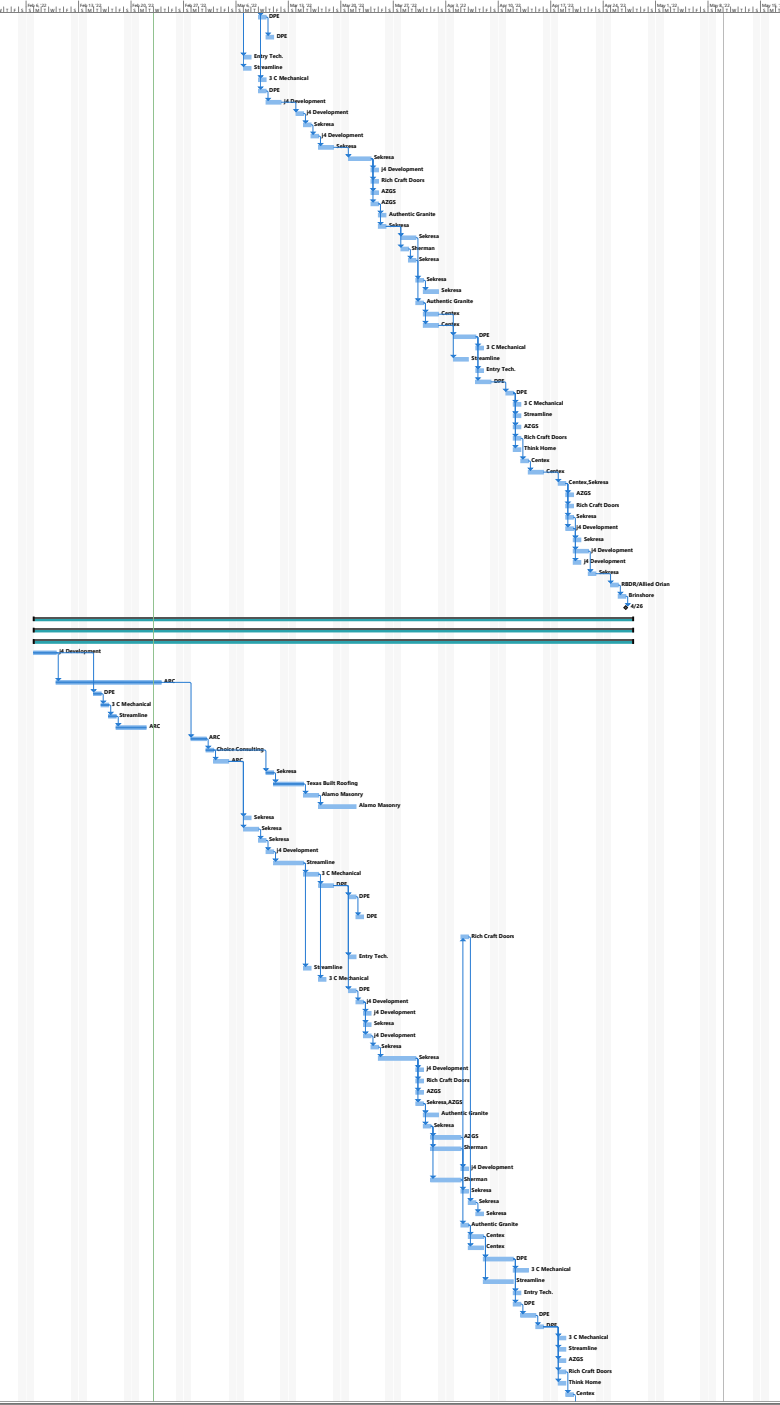 Feb 6, '22 Feb 13, '22 Feb 20, '22 Feb 27, '22 Mar 6, '22 Mar 13, '22 Mar 20, '22 Mar 27, '22 Apr 3, '22 Apr 10, '22 Apr 17, '22 Apr 24, '22 May 1, '22 May 8, '22
DPE
DPE
Entry Tech.
Streamline
3 C Mechanical
DPE
J4 Development
J4 Development
Sekresa
J4 Development
Sekresa
Sekresa
J4 Development
Rich Craft Doors
AZGS
AZGS
Authentic Granite
Sekresa
Sekresa
Sherman
Sekresa
Sekresa
Sekresa
Authentic Granite
Centex
Centex
DPE
3 C Mechanical
Streamline
Entry Tech.
DPE
DPE
3 C Mechanical
Streamline
AZGS
Rich Craft Doors
Think Home
Centex
Centex
Centex,Sekresa
AZGS
Rich Craft Doors
Sekresa
J4 Development
Sekresa
J4 Development
J4 Development
Sekresa
RBDR/Allied Orian
Brinshore
4/26
J4 Development
ARC
DPE
3 C Mechanical
Streamline
ARC
ARC
Choice Consulting
ARC
Sekresa
Texas Built Roofing
Alamo Masonry
Alamo Masonry
Sekresa
Sekresa
Sekresa
J4 Development
Streamline
3 C Mechanical
DPE
DPE
DPE
Rich Craft Doors
Entry Tech.
Streamline
3 C Mechanical
DPE
J4 Development
J4 Development
Sekresa
J4 Development
Sekresa
Sekresa
J4 Development
Rich Craft Doors
AZGS
Sekresa,AZGS
Authentic Granite
Sekresa
AZGS
Sherman
J4 Development
Sherman
Sekresa
Sekresa
Sekresa
Authentic Granite
Centex
Centex
DPE
3 C Mechanical
Streamline
Entry Tech.
DPE
DPE
DPE
3 C Mechanical
Streamline
AZGS
Rich Craft Doors
Think Home
Centex